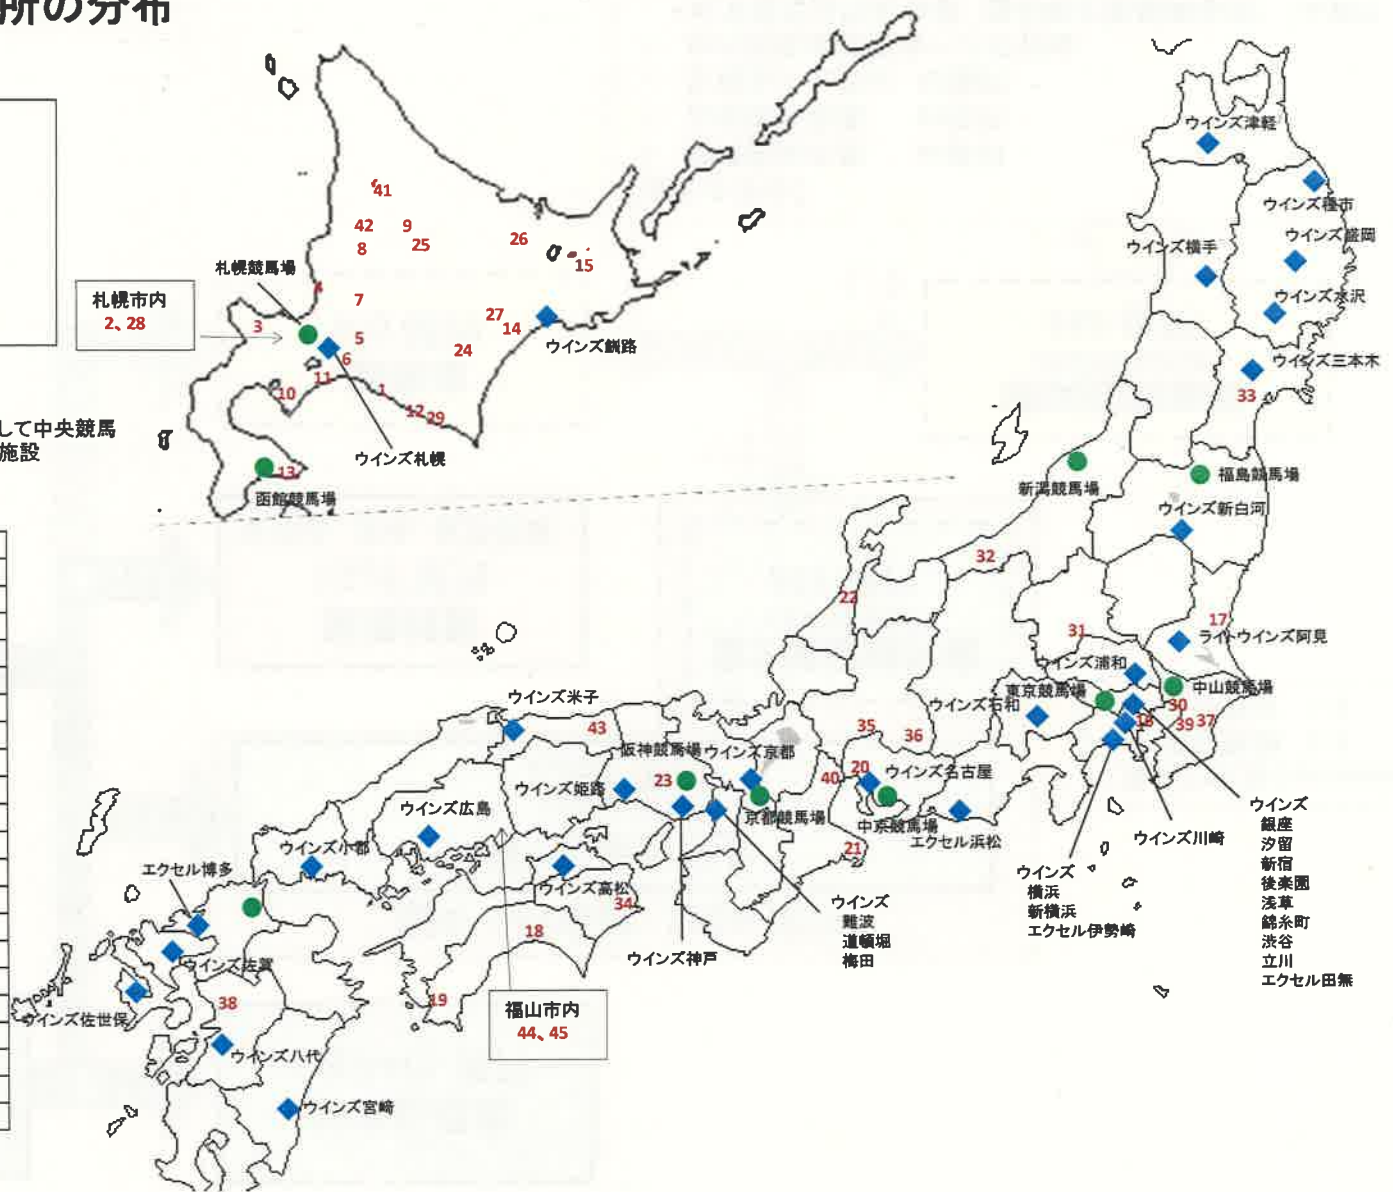 所の分布
して中央競馬
施設
41
42
9
8
25
26
15
札幌競馬場
札幌市内
2、28
4
7
3
5
6
27
14
24
ウインズ釧路
11
10
1
12
29
ウインズ札幌
13
函館競馬場
ウインズ津軽
ウインズ種市
ウインズ盛岡
ウインズ横手
ウインズ水沢
ウインズ三本木
33
新潟競馬場
福島競馬場
ウインズ新白河
32
22
17
31
ライトウインズ阿見
ウインズ浦和
東京競馬場
中山競馬場
ウインズ石和
30
16
39
37
ウインズ米子
43
35
36
阪神競馬場
ウインズ京都
23
40
20
ウインズ名古屋
ウインズ姫路
京都競馬場
中京競馬場
エクセル浜松
21
ウインズ広島
ウインズ小郡
エクセル博多
ウインズ高松
34
18
19
ウインズ神戸
ウインズ
難波
道頓堀
梅田
ウインズ
横浜
新横浜
エクセル伊勢崎
ウインズ川崎
ウインズ
銀座
汐留
新宿
後楽園
浅草
錦糸町
渋谷
立川
エクセル田無
ウインズ佐賀
38
ウインズ佐世保
福山市内
44、45
ウインズ八代
ウインズ宮崎